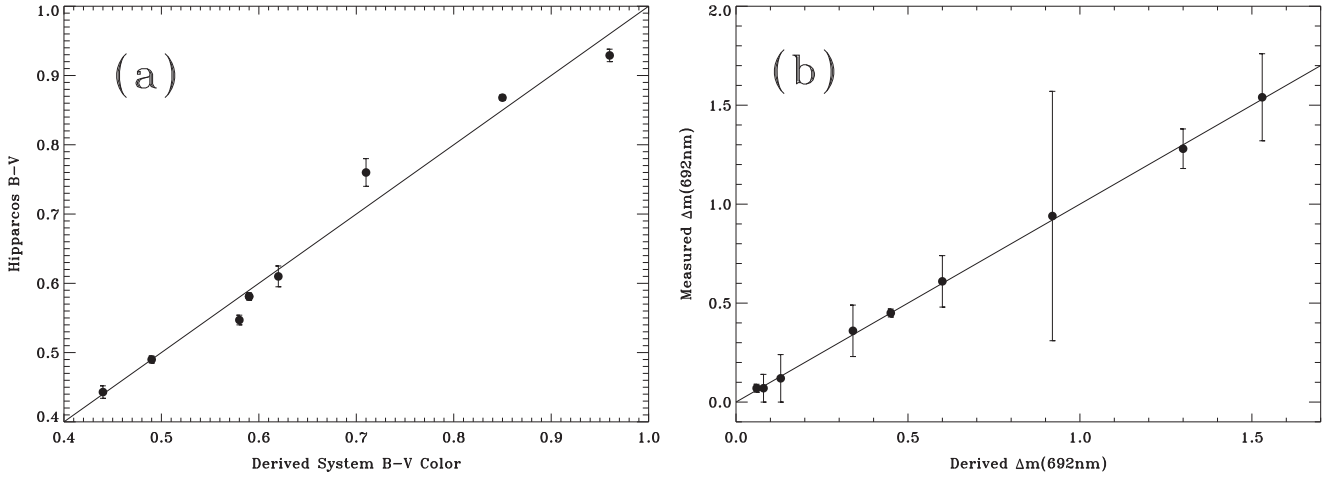 (a)
1.0
0.9
0.8
0.7
0.6
0.5
0.4
Hipparcos B−V
0.4 0.5 0.6 0.7 0.8 0.9 1.0
Derived System B−V Color
(b)
2.0
1.5
1.0
0.5
0.0
Measured Δm(692nm)
0.0 0.5 1.0 1.5
Derived Δm(692nm)